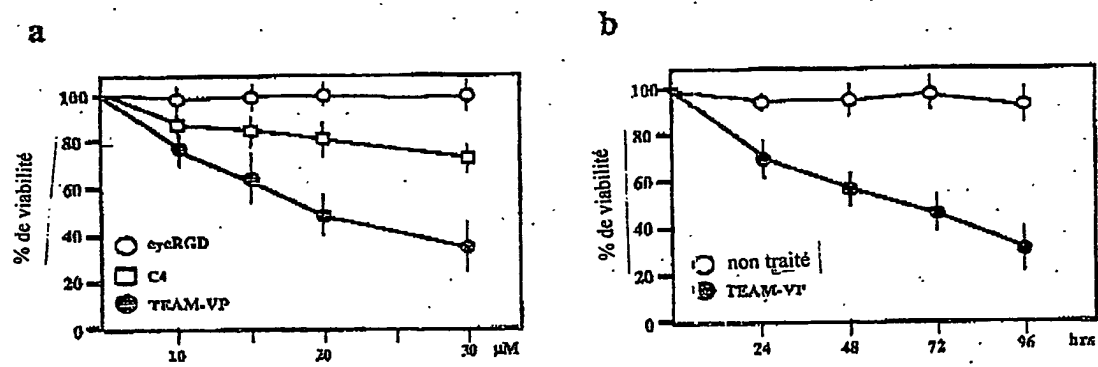 a
% de viabilité
100
80
60
40
20
0
cycRGD
C4
TEAM-VP
10
20
30
µM
b
% de viabilité
100
80
60
40
20
0
non traité
TEAM-VP
24
48
72
96
hrs